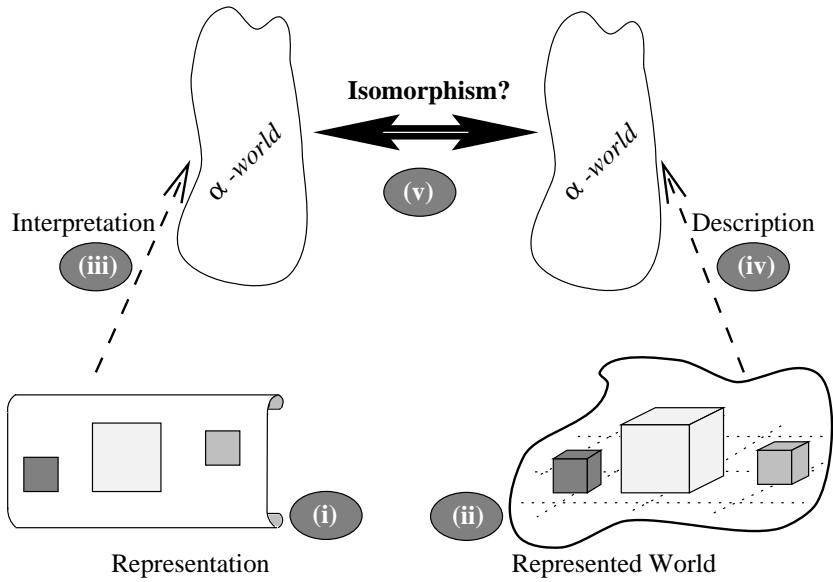 Isomorphism?
α -world
α -world
(v)
Interpretation
Description
(iii)
(iv)
(i)
(ii)
Representation
Represented World